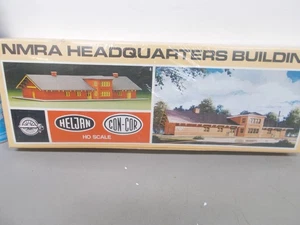 NMRA HEADQUARTERS BUILDIN
HELJAN
CON-COR
HO SCALE